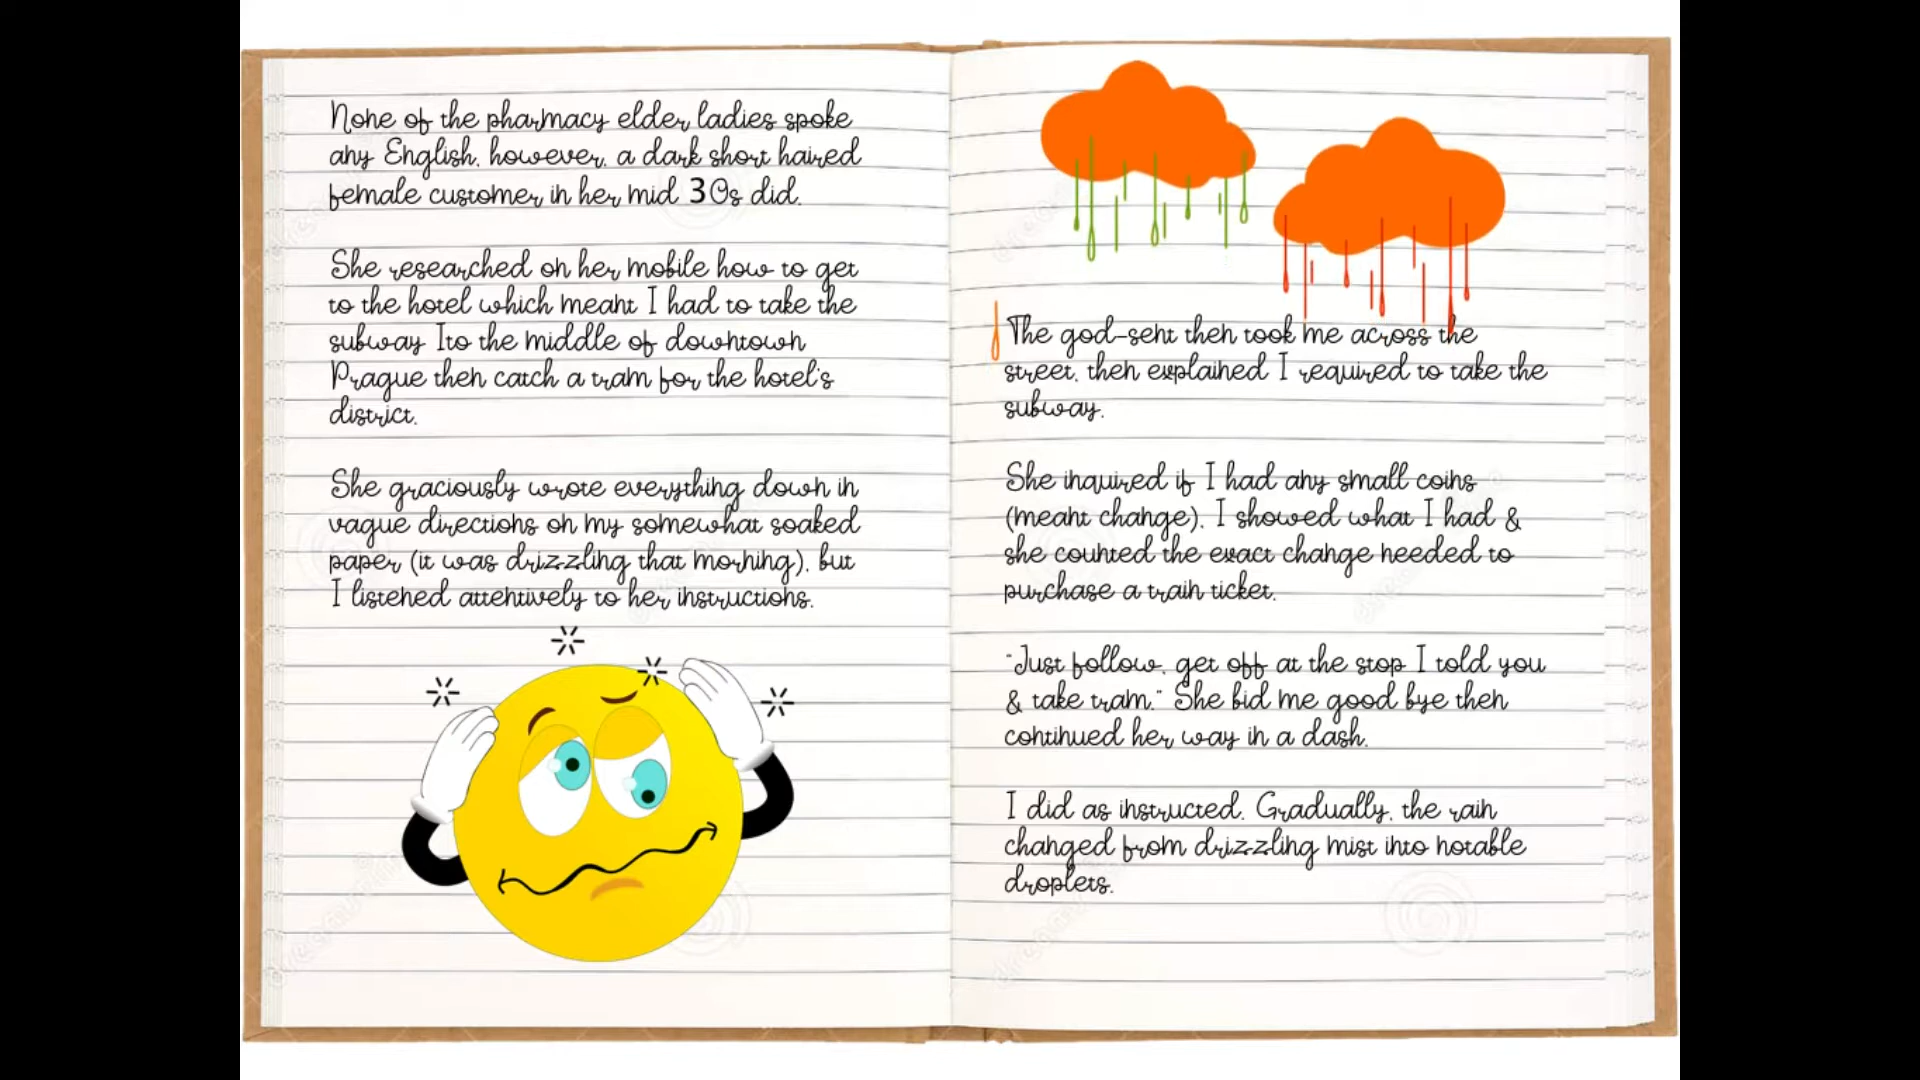 None of the pharmacy elder ladies spoke
any English, however, a dark short haired
female customer in her mid 30s did.
She researched on her mobile how to get
to the hotel which meant I had to take the
subway Ito the middle of downtown
Prague then catch a tram for the hotel's
district.
She graciously wrote everything down in
vague directions on my somewhat soaked
paper (it was drizzling that morning), but
I listened attentively to her instructions.
The god-sent then took me across the
street, then explained I required to take the
subway.
She inquired if I had any small coins
(meant change), I showed what I had &
she counted the exact change needed to
purchase a train ticket.
"Just follow, get off at the stop I told you
& take tram." She bid me good bye then
continued her way in a dash.
I did as instructed. Gradually, the rain
changed from drizzling mist into notable
droplets.